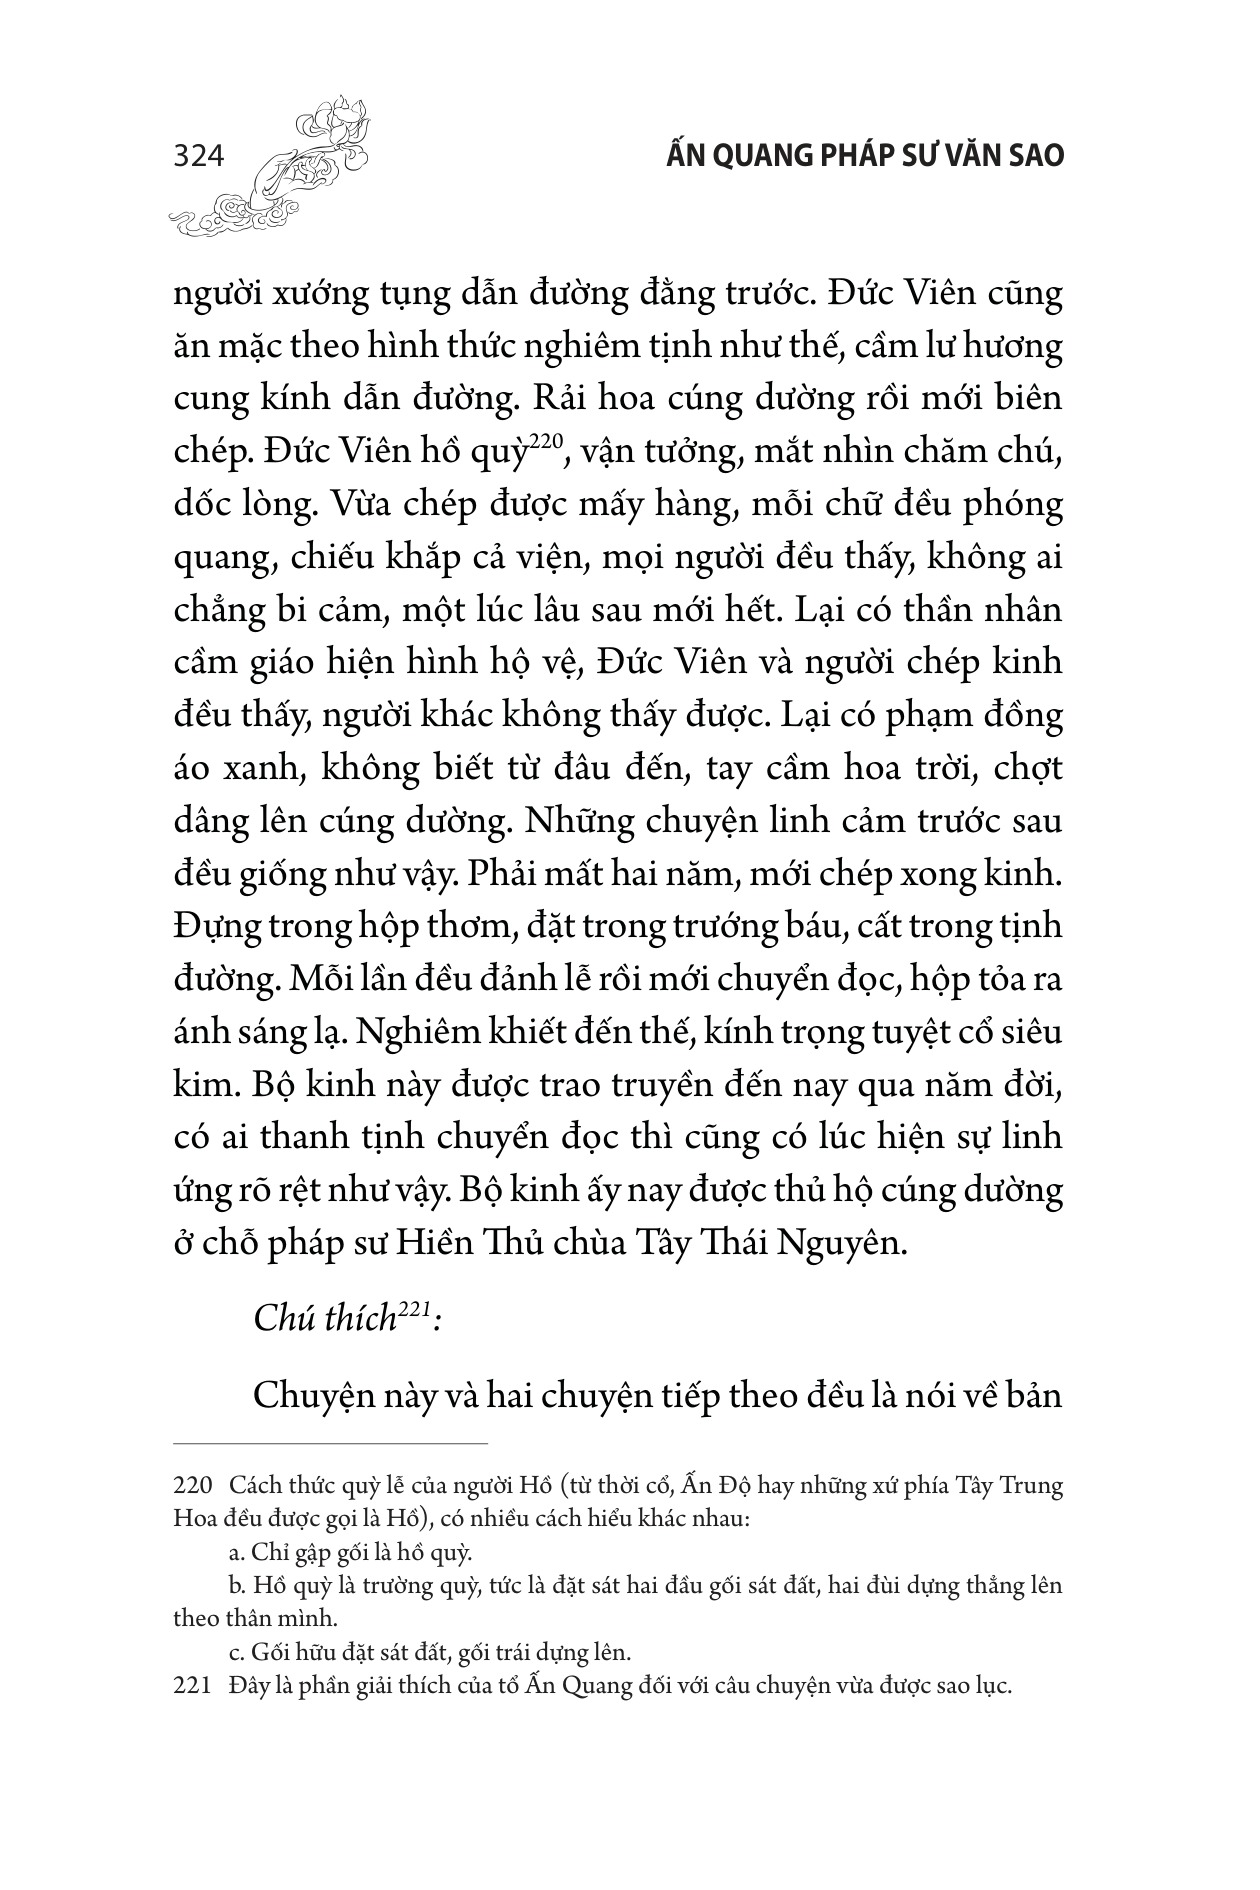 324
ẤN QUANG PHÁP SƯ VĂN SAO
người xướng tụng dẫn đường đằng trước. Đức Viên cũng
ăn mặc theo hình thức nghiêm tịnh như thế, cầm lư hương
cung kính dẫn đường. Rải hoa cúng dường rồi mới biên
chép. Đức Viên hồ quỳ220, vận tưởng, mắt nhìn chăm chú,
dốc lòng. Vừa chép được mấy hàng, mỗi chữ đều phóng
quang, chiếu khắp cả viện, mọi người đều thấy, không ai
chẳng bi cảm, một lúc lâu sau mới hết. Lại có thần nhân
cầm giáo hiện hình hộ vệ, Đức Viên và người chép kinh
đều thấy, người khác không thấy được. Lại có phạm đồng
áo xanh, không biết từ đâu đến, tay cầm hoa trời, chợt
dâng lên cúng dường. Những chuyện linh cảm trước sau
đều giống như vậy. Phải mất hai năm, mới chép xong kinh.
Đựng trong hộp thơm, đặt trong trướng báu, cất trong tịnh
đường. Mỗi lần đều đảnh lễ rồi mới chuyển đọc, hộp tỏa ra
ánh sáng lạ. Nghiêm khiết đến thế, kính trọng tuyệt cổ siêu
kim. Bộ kinh này được trao truyền đến nay qua năm đời,
có ai thanh tịnh chuyển đọc thì cũng có lúc hiện sự linh
ứng rõ rệt như vậy. Bộ kinh ấy nay được thủ hộ cúng dường
ở chỗ pháp sư Hiền Thủ chùa Tây Thái Nguyên.
Chú thích221:
Chuyện này và hai chuyện tiếp theo đều là nói về bản
220 Cách thức quỳ lễ của người Hồ (từ thời cổ, Ấn Độ hay những xứ phía Tây Trung
Hoa đều được gọi là Hồ), có nhiều cách hiểu khác nhau:
a. Chỉ gập gối là hồ quỳ.
b. Hồ quỳ là trường quỳ, tức là đặt sát hai đầu gối sát đất, hai đùi dựng thẳng lên
theo thân mình.
c. Gối hữu đặt sát đất, gối trái dựng lên.
221 Đây là phần giải thích của tổ Ấn Quang đối với câu chuyện vừa được sao lục.